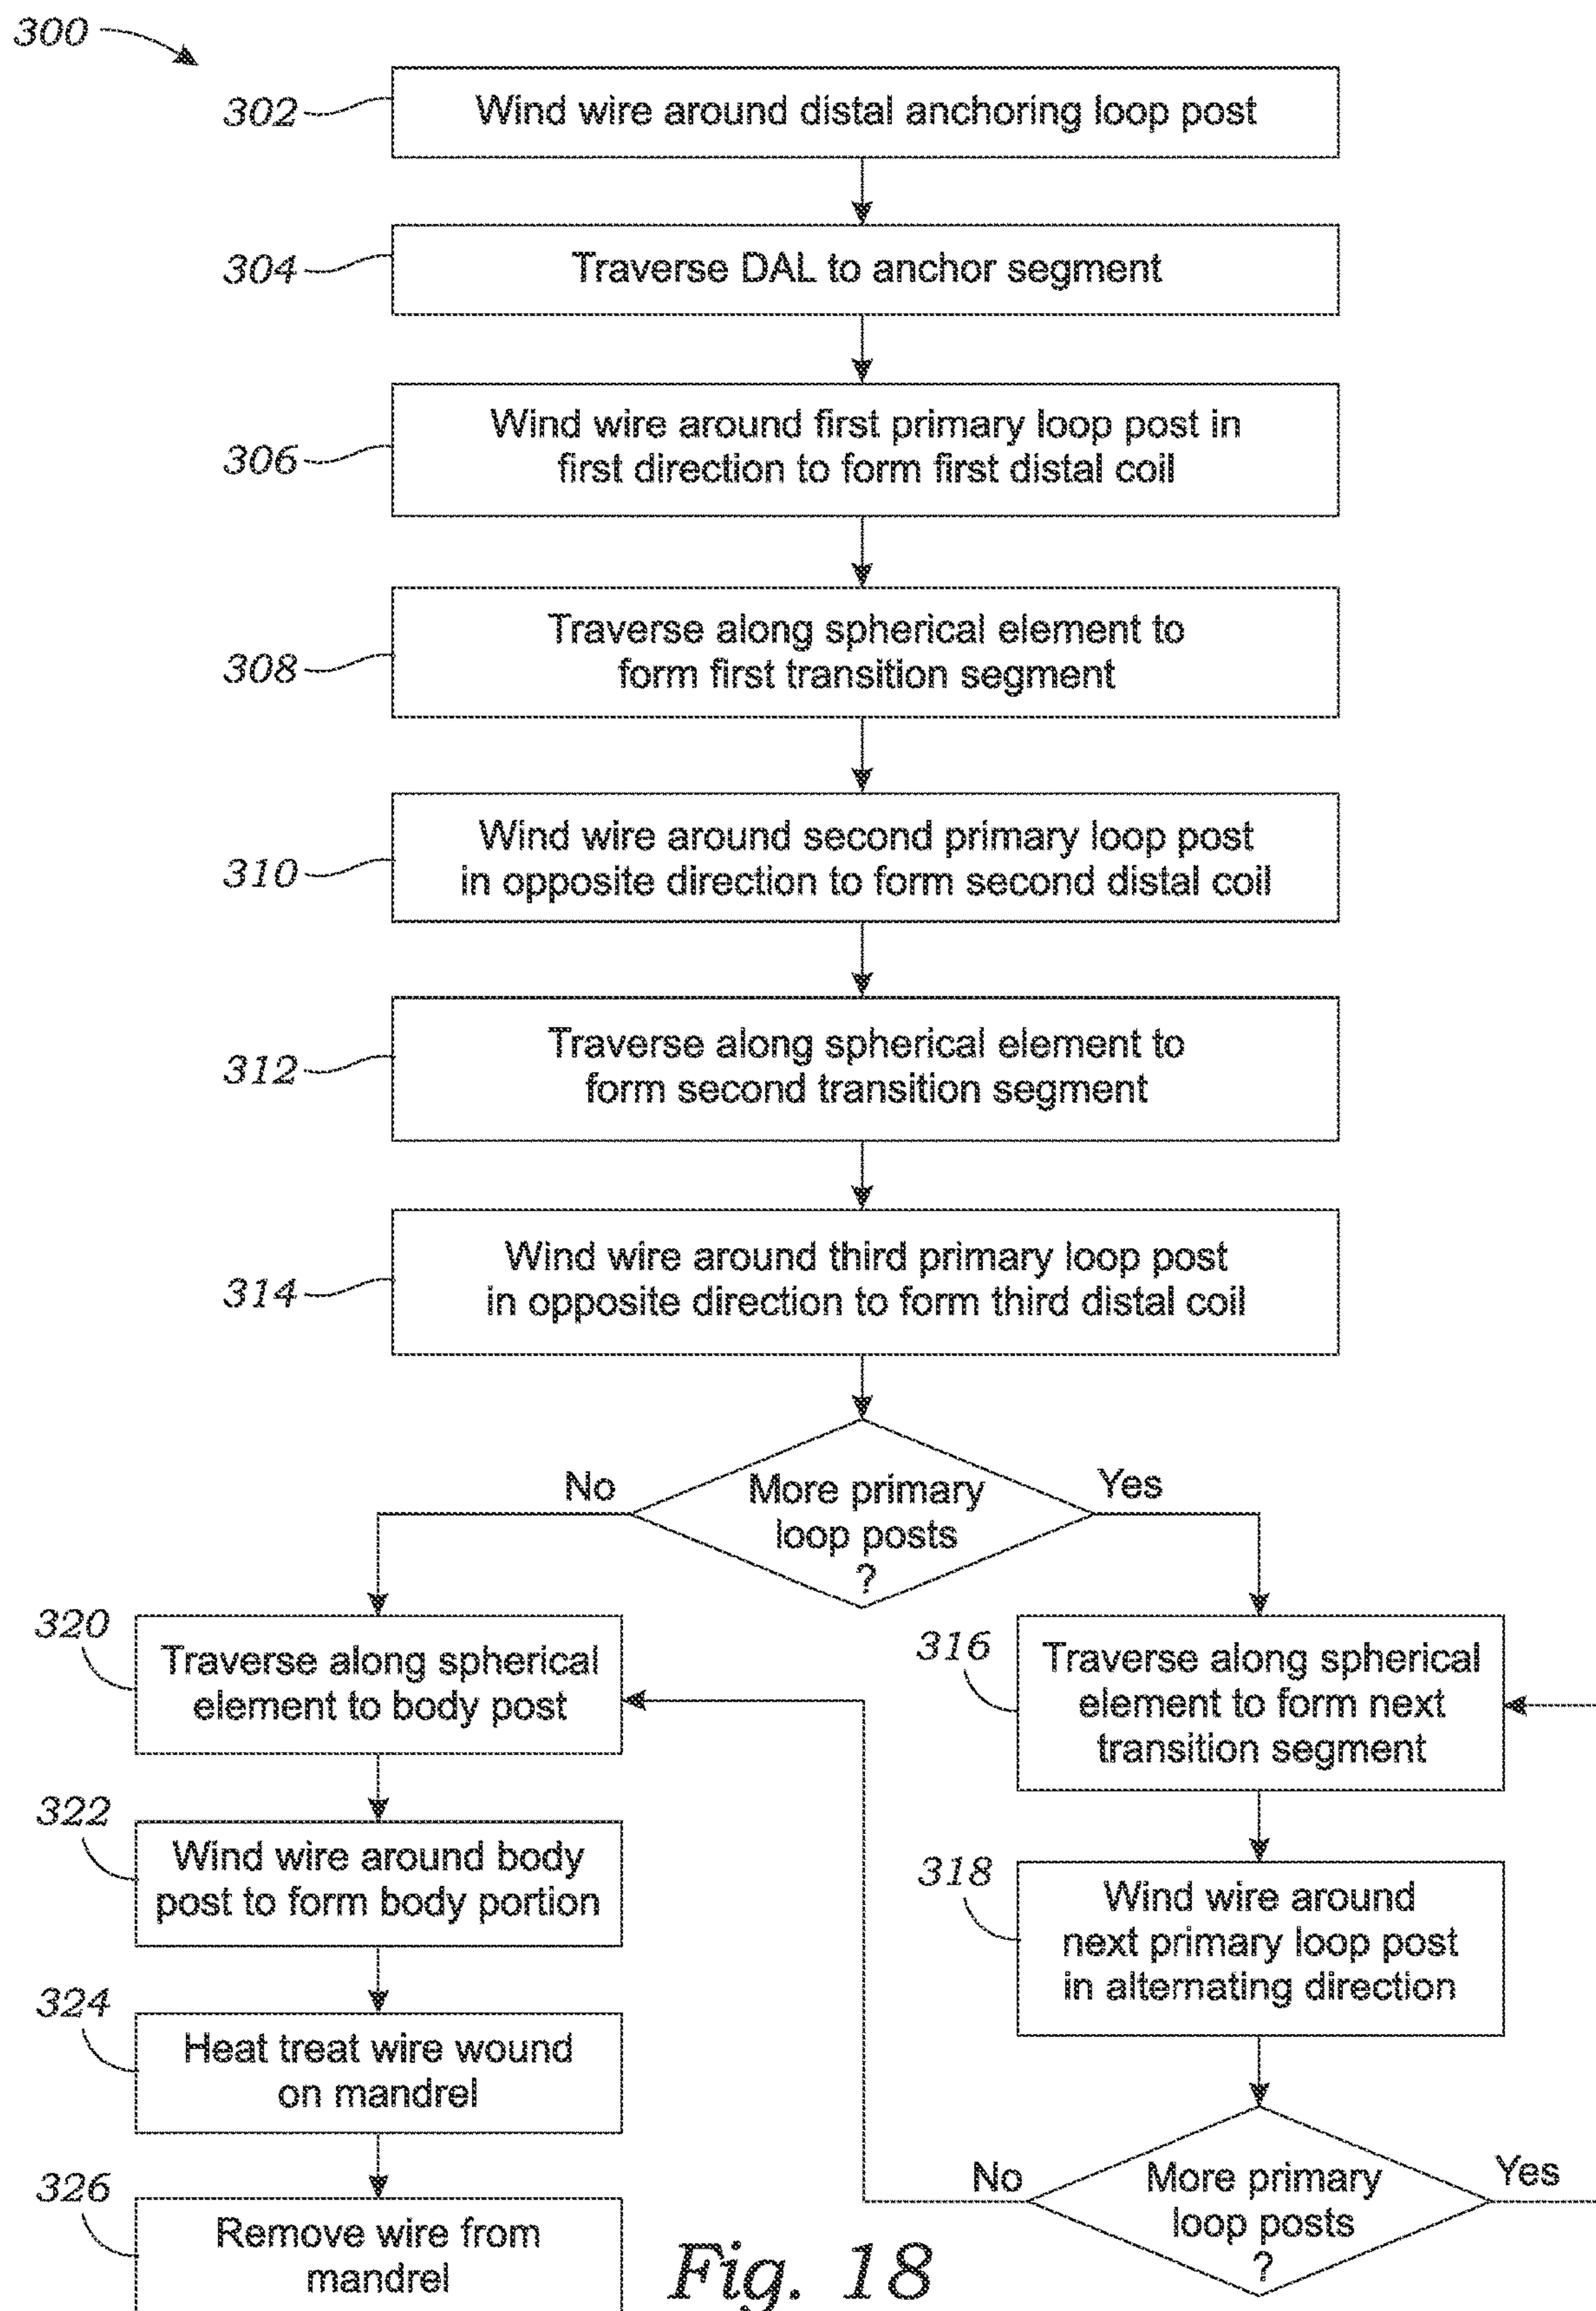 300
302
Wind wire around distal anchoring loop post
304
Traverse DAL to anchor segment
306
Wind wire around first primary loop post in
first direction to form first distal coil
308
Traverse along spherical element to
form first transition segment
310
Wind wire around second primary loop post
in opposite direction to form second distal coil
312
Traverse along spherical element to
form second transition segment
314
Wind wire around third primary loop post
in opposite direction to form third distal coil
No
More primary
loop posts
?
Yes
320
Traverse along spherical
element to body post
316
Traverse along spherical
element to form next
transition segment
322
Wind wire around body
post to form body portion
318
Wind wire around
next primary loop post
in alternating direction
324
Heat treat wire wound
on mandrel
No
More primary
loop posts
?
Yes
326
Remove wire from
mandrel
Fig. 18